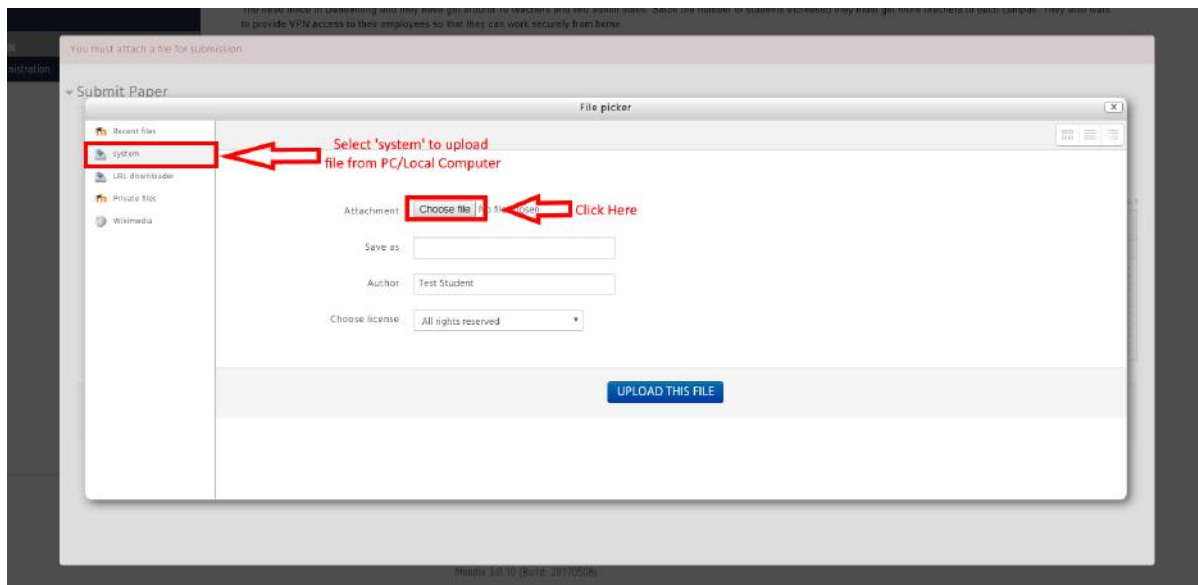 to provide VPN access to their employees so that they can work securely from home.
You must attach a file for submission
Submit Paper
File picker
X
Recent files
system
URL downloader
Private files
Wikimedia
Select 'system' to upload
file from PC/Local Computer
Attachment Choose file
Click Here
Save as
Author Test Student
Choose license All rights reserved
UPLOAD THIS FILE